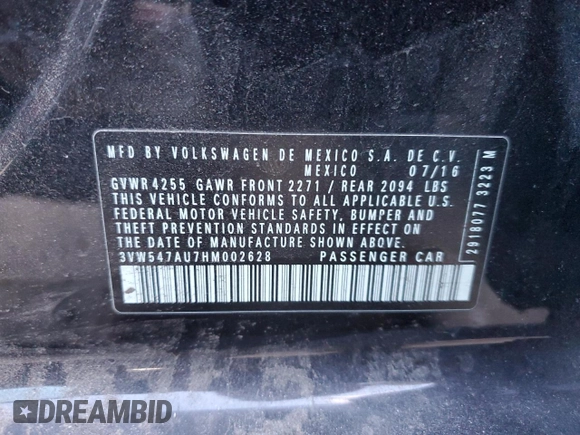 MFD BY VOLKSWAGEN DE MEXICO S.A. DE C.V.
MEXICO 07/16
GVWR4255 GAWR FRONT 2271 / REAR 2094 LBS
THIS VEHICLE CONFORMS TO ALL APPLICABLE U.S.
FEDERAL MOTOR VEHICLE SAFETY, BUMPER AND
THEFT PREVENTION STANDARDS IN EFFECT ON
THE DATE OF MANUFACTURE SHOWN ABOVE
3VW547AU7HM002628 PASSENGER CAR
2918077 3223 M
DREAMBID